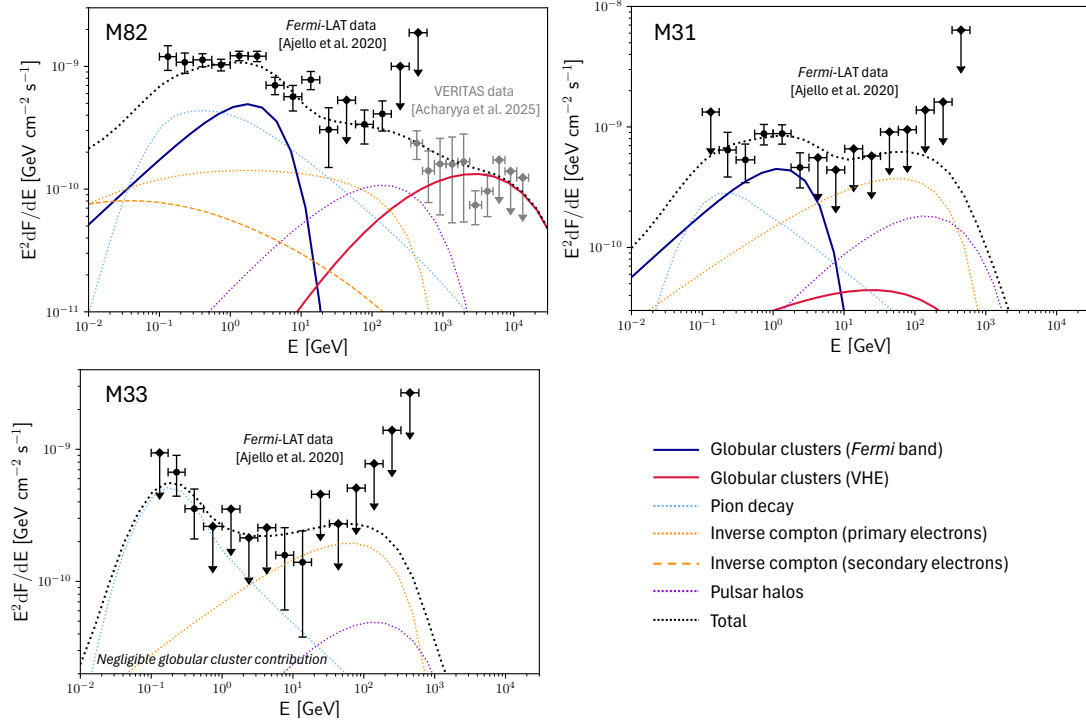 M82
Fermi-LAT data
[Ajello et al. 2020]
VERITAS data
[Acharyya et al. 2025]
E²dF/dE [GeV cm⁻² s⁻¹]
10⁻⁹
10⁻¹⁰
10⁻¹¹
10⁻² 10⁻¹ 10⁰ 10¹ 10² 10³ 10⁴
E [GeV]
M31
Fermi-LAT data
[Ajello et al. 2020]
E²dF/dE [GeV cm⁻² s⁻¹]
10⁻⁸
10⁻⁹
10⁻¹⁰
10⁻² 10⁻¹ 10⁰ 10¹ 10² 10³ 10⁴
E [GeV]
M33
Fermi-LAT data
[Ajello et al. 2020]
E²dF/dE [GeV cm⁻² s⁻¹]
10⁻⁹
10⁻¹⁰
Negligible globular cluster contribution
10⁻² 10⁻¹ 10⁰ 10¹ 10² 10³ 10⁴
E [GeV]
Globular clusters (Fermi band)
Globular clusters (VHE)
Pion decay
Inverse compton (primary electrons)
Inverse compton (secondary electrons)
Pulsar halos
Total